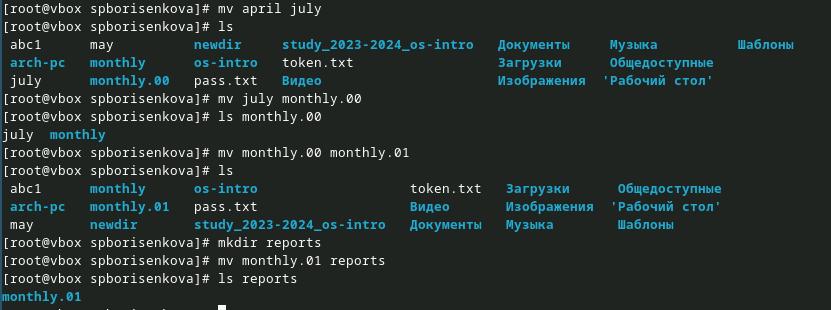 [root@vbox spborisenkova]# mv april july
[root@vbox spborisenkova]# ls
abc1 may newdir study_2023-2024_os-intro Документы Музыка Шаблоны
arch-pc monthly os-intro token.txt Загрузки Общедоступные
july monthly.00 pass.txt Видео Изображения 'Рабочий стол'
[root@vbox spborisenkova]# mv july monthly.00
[root@vbox spborisenkova]# ls monthly.00
july monthly
[root@vbox spborisenkova]# mv monthly.00 monthly.01
[root@vbox spborisenkova]# ls
abc1 monthly os-intro token.txt Загрузки Общедоступные
arch-pc monthly.01 pass.txt Видео Изображения 'Рабочий стол'
may newdir study_2023-2024_os-intro Документы Музыка Шаблоны
[root@vbox spborisenkova]# mkdir reports
[root@vbox spborisenkova]# mv monthly.01 reports
[root@vbox spborisenkova]# ls reports
monthly.01